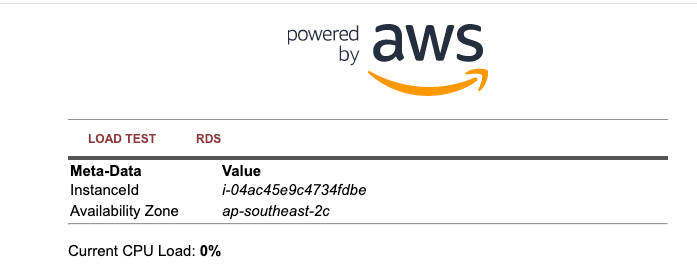 powered
by
aws
LOAD TEST RDS
Meta-Data Value
InstanceId i-04ac45e9c4734fdbe
Availability Zone ap-southeast-2c
Current CPU Load: 0%